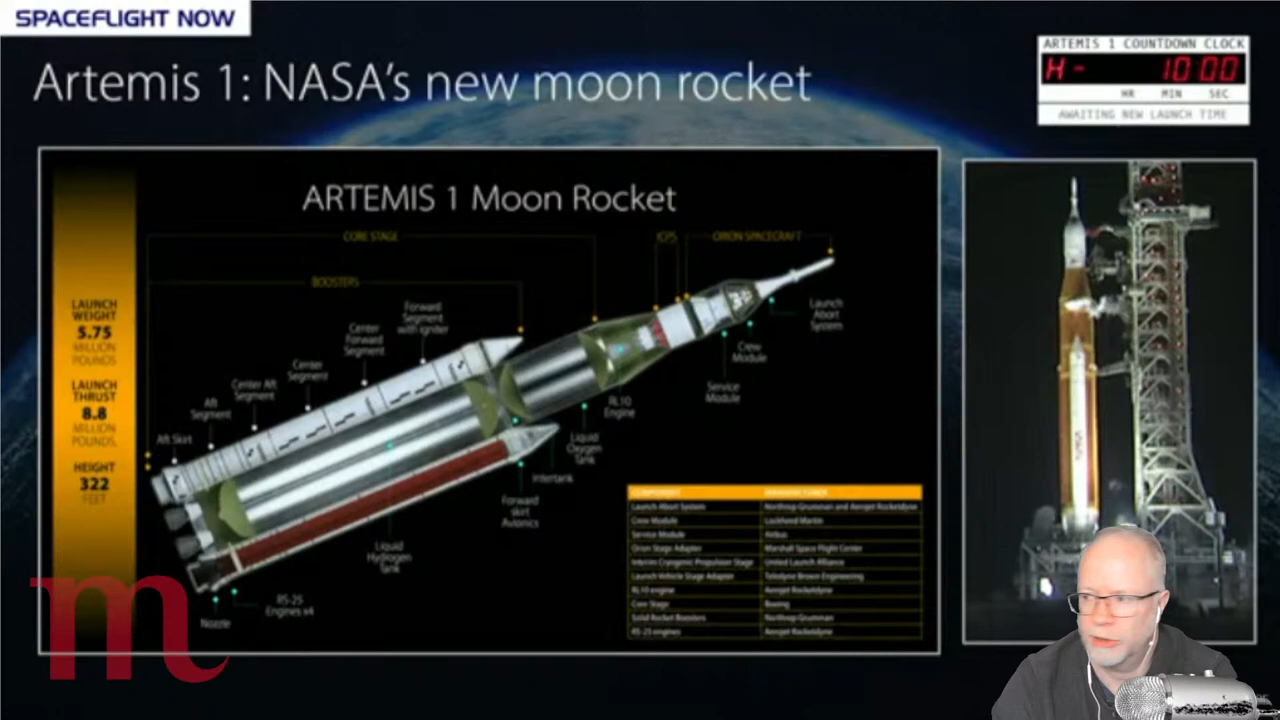 SPACEFLIGHT NOW
Artemis 1: NASA's new moon rocket
ARTEMIS 1 COUNTDOWN CLOCK
H - 10:00
HR MIN SEC
AWAITING NEW LAUNCH TIME
ARTEMIS 1 Moon Rocket
CORE STAGE
ICPS
ORION SPACECRAFT
BOOSTERS
LAUNCH
WEIGHT
5.75
MILLION
POUNDS
LAUNCH
THRUST
8.8
MILLION
POUNDS.
HEIGHT
322
FEET
Forward
Segment
with igniter
Center
Forward
Segment
Center
Segment
Center Aft
Segment
Aft
Segment
Aft Skirt
Launch
Abort
System
Crew
Module
Service
Module
RL10
Engine
Liquid
Oxygen
Tank
Intertank
Forward
skirt
Avionics
Liquid
Hydrogen
Tank
RS-25
Engines x4
Nozzle
COMPONENT MANUFACTURER
Launch Abort System Northrop Grumman and Aerojet Rocketdyne
Crew Module Lockheed Martin
Service Module Airbus
Orion Stage Adapter Marshall Space Flight Center
Interim Cryogenic Propulsion Stage United Launch Alliance
Launch Vehicle Stage Adapter Teledyne Brown Engineering
RL10 engine Aerojet Rocketdyne
Core Stage Boeing
Solid Rocket Boosters Northrop Grumman
RS-25 engines Aerojet Rocketdyne
m